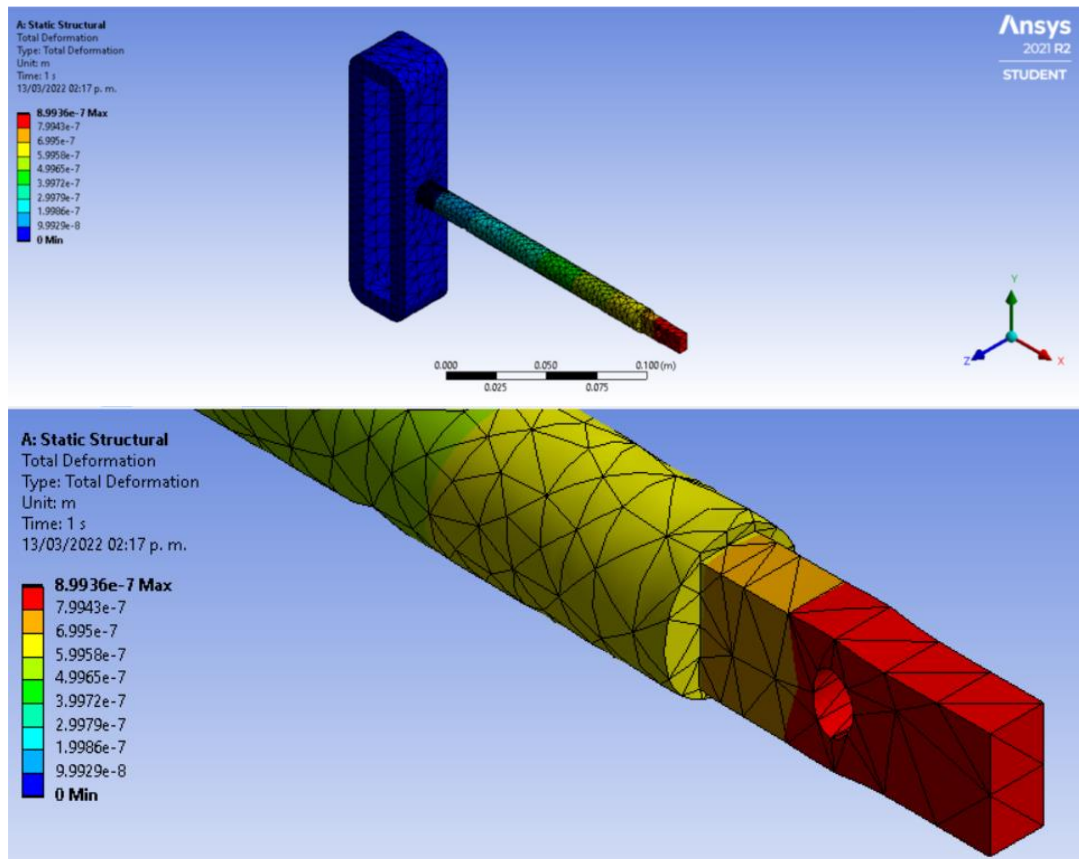 A: Static Structural
Total Deformation
Type: Total Deformation
Unit: m
Time: 1 s
13/03/2022 02:17 p. m.
8.9936e-7 Max
7.9943e-7
6.995e-7
5.9958e-7
4.9965e-7
3.9972e-7
2.9979e-7
1.9986e-7
9.9929e-8
0 Min
Ansys
2021 R2
STUDENT
0.000
0.050
0.100 (m)
0.025
0.075
Y
Z
X
A: Static Structural
Total Deformation
Type: Total Deformation
Unit: m
Time: 1 s
13/03/2022 02:17 p. m.
8.9936e-7 Max
7.9943e-7
6.995e-7
5.9958e-7
4.9965e-7
3.9972e-7
2.9979e-7
1.9986e-7
9.9929e-8
0 Min